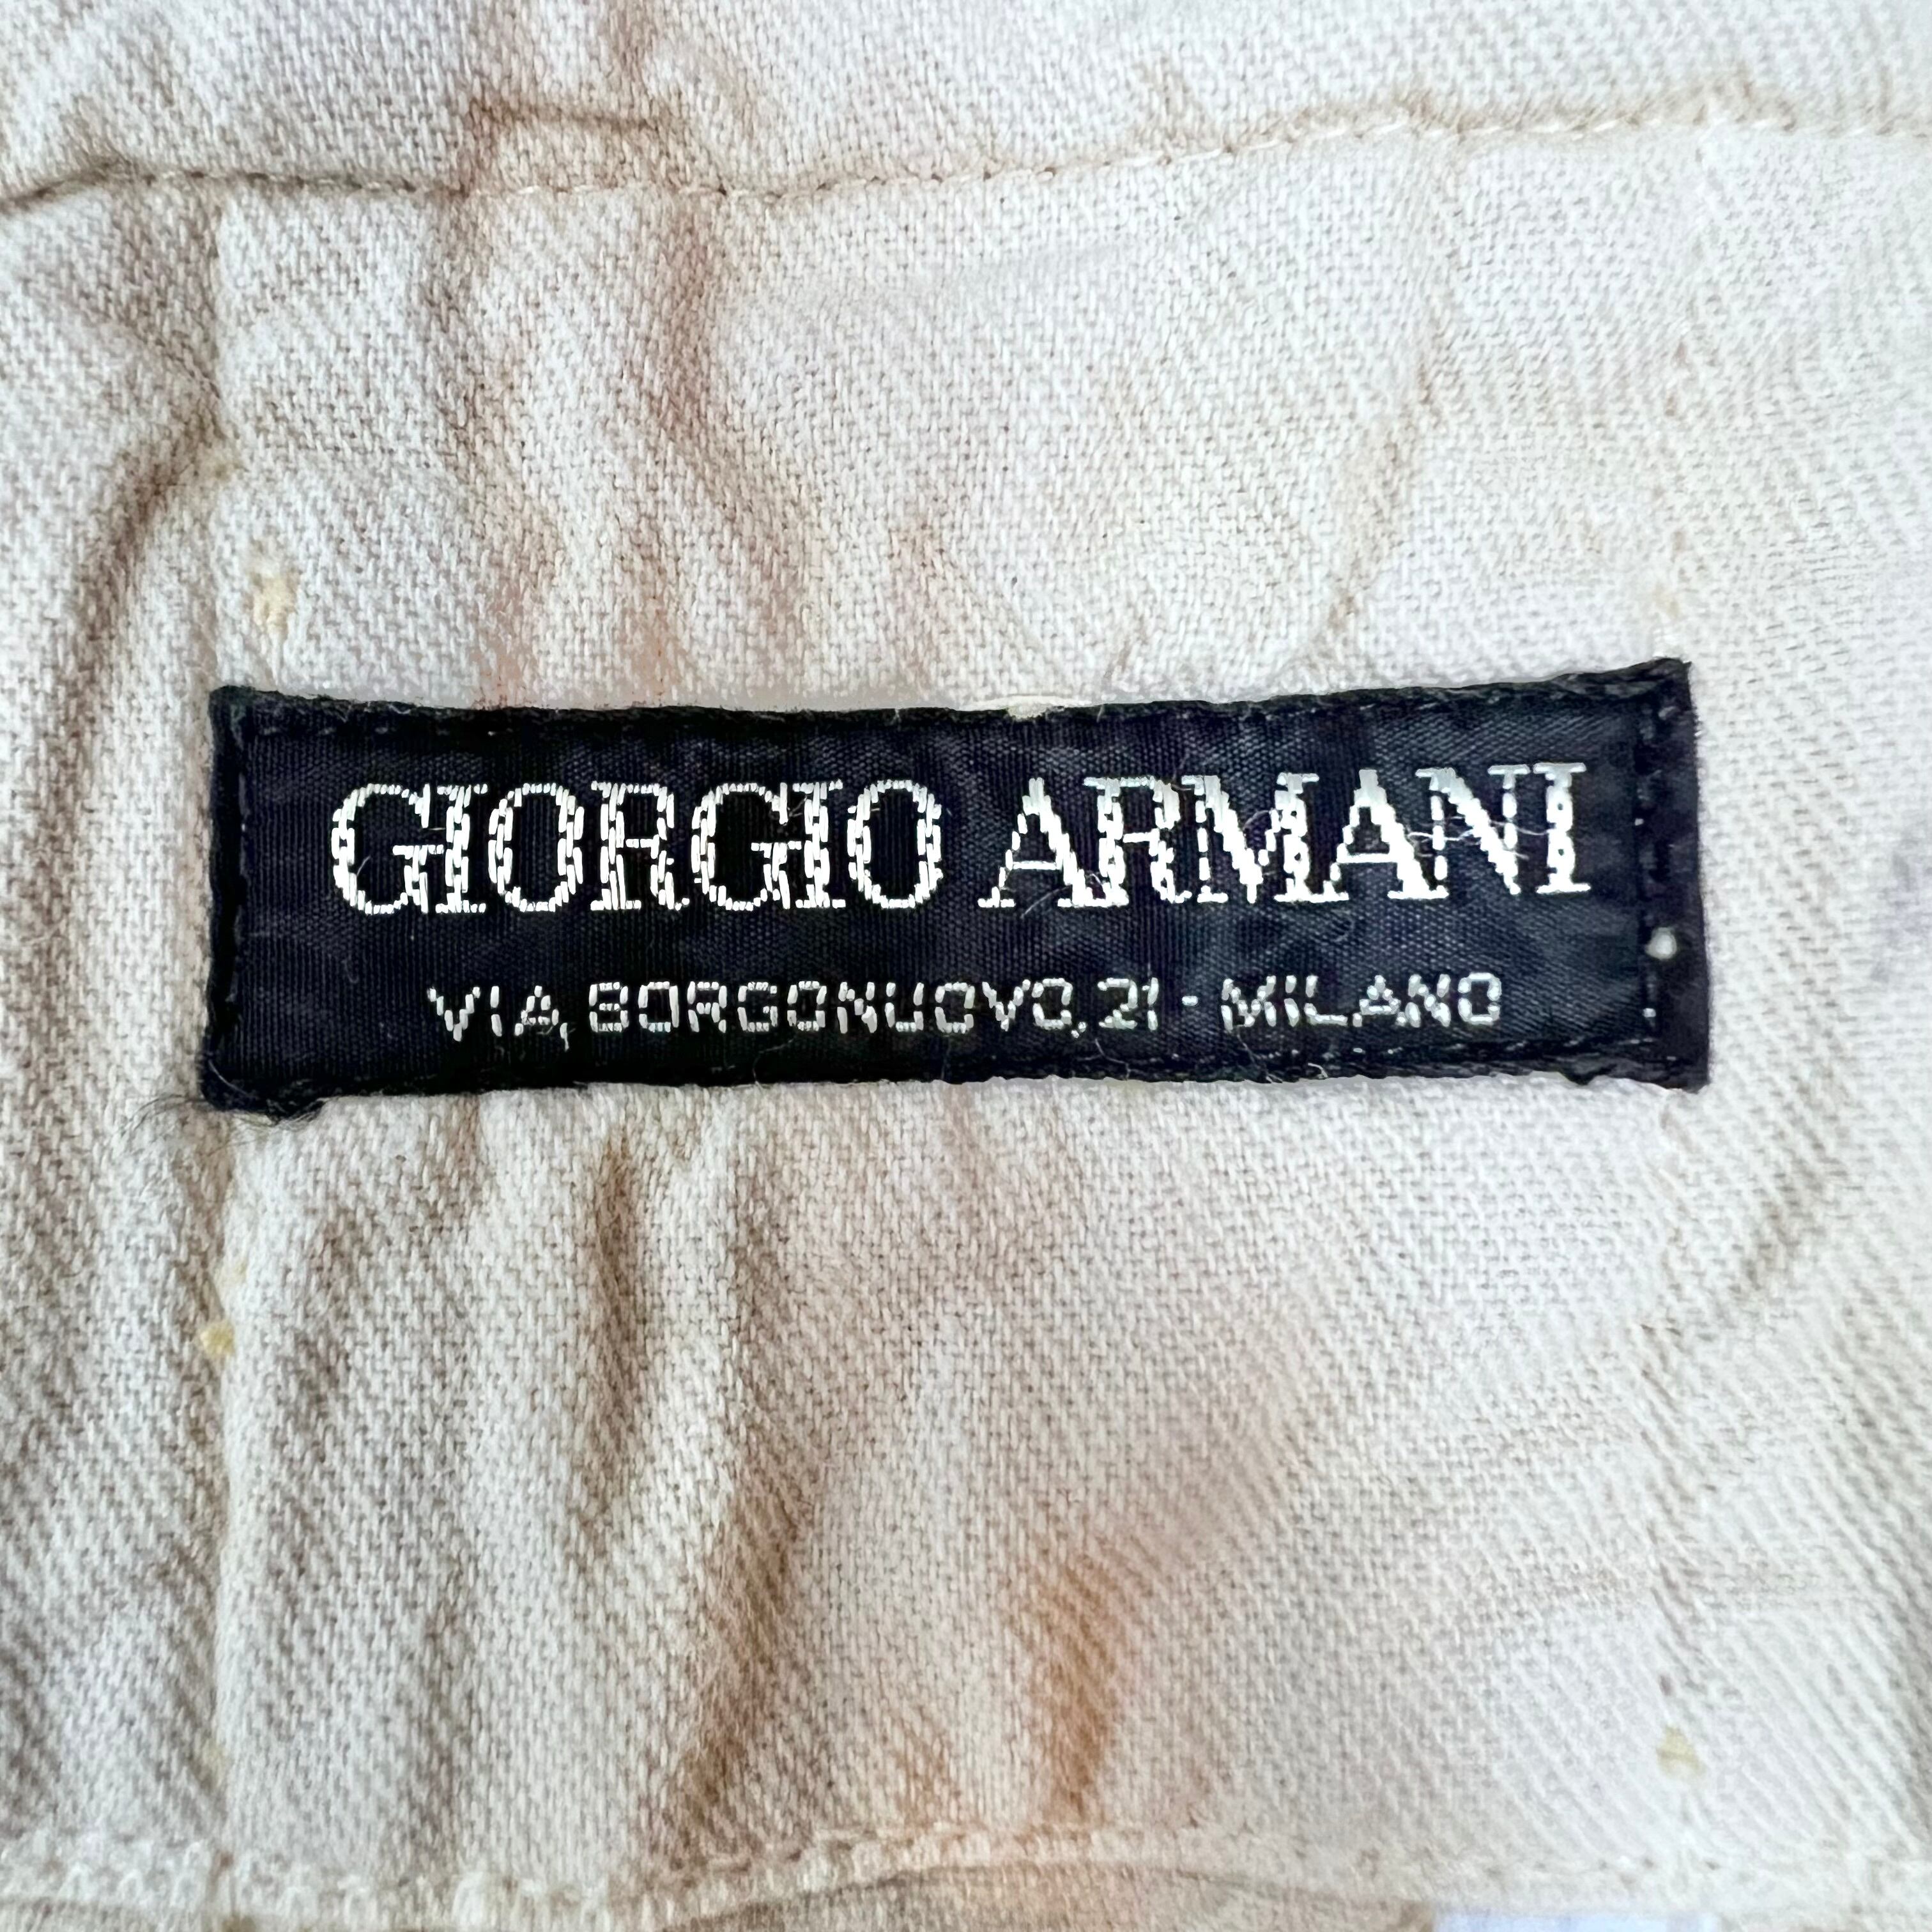 GIORGIO ARMANI
VIA BORGONUOVO, 21 - MILANO